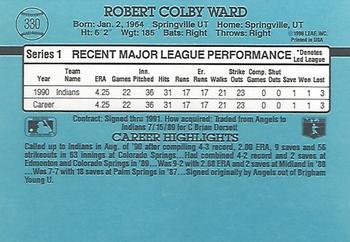 330
ROBERT COLBY WARD
Born: Jan. 2, 1964 Springville UT Home: Springville, UT
Ht: 6' 2" Wgt: 185 Bats: Right Throws: Right
© 1990 LEAF, INC.
Printed in USA
Series 1 RECENT MAJOR LEAGUE PERFORMANCE *Denotes Led League
Year Team Name ERA Games Inn. Pitched Hits Runs Er. Runs Walks Strike Outs Comp. Games Shut Outs Saves Won Lost
1990 Indians 4.25 22 36 31 17 17 21 23 0 0 1 1 3
Career 4.25 22 36 31 17 17 21 23 0 0 1 1 3
Contract: Signed thru 1991. How acquired: Traded from Angels to
Indians 7/15/89 for C Brian Dorsett
CAREER HIGHLIGHTS
Called up to Indians in Aug. of '90 after compiling 4-3 record, 2.00 ERA, 9 saves and 56
strikeouts in 63 innings at Colorado Springs...Had combined 4-2 record and 2 saves at
Edmonton and Colorado Springs in '89...Was 9-2 with 2.68 ERA and 2 saves at Midland in '88
...Was 7-7 with 18 saves at Palm Springs in '87...Signed originally by Angels out of Brigham
Young U.